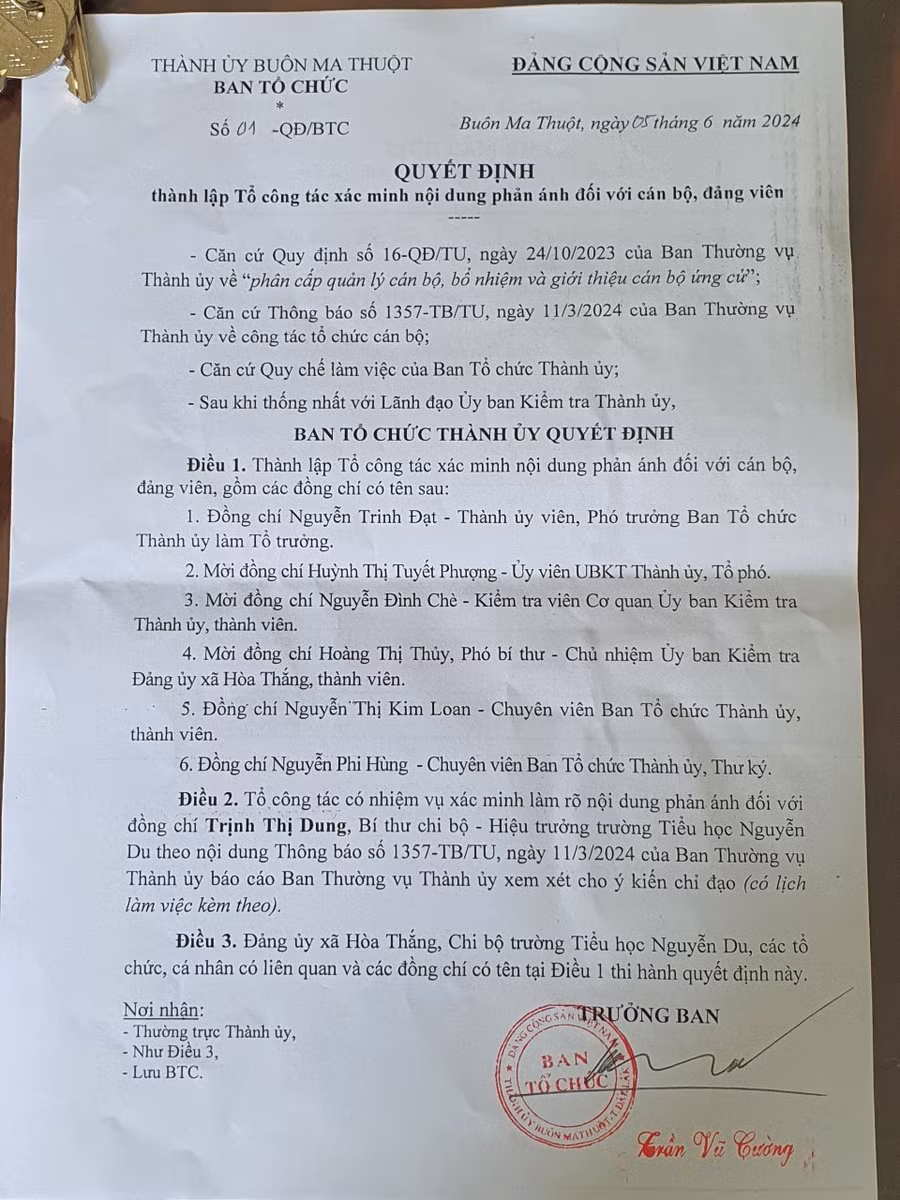 THÀNH ỦY BUÔN MA THUỘT
BAN TỔ CHỨC
*
Số 01 -QĐ/BTC
ĐẢNG CỘNG SẢN VIỆT NAM
Buôn Ma Thuột, ngày 05 tháng 6 năm 2024
QUYẾT ĐỊNH
thành lập Tổ công tác xác minh nội dung phản ánh đối với cán bộ, đảng viên
-----
- Căn cứ Quy định số 16-QĐ/TU, ngày 24/10/2023 của Ban Thường vụ
Thành ủy về “phân cấp quản lý cán bộ, bổ nhiệm và giới thiệu cán bộ ứng cử”;
- Căn cứ Thông báo số 1357-TB/TU, ngày 11/3/2024 của Ban Thường vụ
Thành ủy về công tác tổ chức cán bộ;
- Căn cứ Quy chế làm việc của Ban Tổ chức Thành ủy;
- Sau khi thống nhất với Lãnh đạo Ủy ban Kiểm tra Thành ủy,
BAN TỔ CHỨC THÀNH ỦY QUYẾT ĐỊNH
Điều 1. Thành lập Tổ công tác xác minh nội dung phản ánh đối với cán bộ,
đảng viên, gồm các đồng chí có tên sau:
1. Đồng chí Nguyễn Trinh Đạt - Thành ủy viên, Phó trưởng Ban Tổ chức
Thành ủy làm Tổ trưởng.
2. Mời đồng chí Huỳnh Thị Tuyết Phượng - Ủy viên UBKT Thành ủy, Tổ phó.
3. Mời đồng chí Nguyễn Đình Chè - Kiểm tra viên Cơ quan Ủy ban Kiểm tra
Thành ủy, thành viên.
4. Mời đồng chí Hoàng Thị Thủy, Phó bí thư - Chủ nhiệm Ủy ban Kiểm tra
Đảng ủy xã Hòa Thắng, thành viên.
5. Đồng chí Nguyễn Thị Kim Loan - Chuyên viên Ban Tổ chức Thành ủy,
thành viên.
6. Đồng chí Nguyễn Phi Hùng - Chuyên viên Ban Tổ chức Thành ủy, Thư ký.
Điều 2. Tổ công tác có nhiệm vụ xác minh làm rõ nội dung phản ánh đối với
đồng chí Trịnh Thị Dung, Bí thư chi bộ - Hiệu trưởng trường Tiểu học Nguyễn
Du theo nội dung Thông báo số 1357-TB/TU, ngày 11/3/2024 của Ban Thường vụ
Thành ủy báo cáo Ban Thường vụ Thành ủy xem xét cho ý kiến chỉ đạo (có lịch
làm việc kèm theo).
Điều 3. Đảng ủy xã Hòa Thắng, Chi bộ trường Tiểu học Nguyễn Du, các tổ
chức, cá nhân có liên quan và các đồng chí có tên tại Điều 1 thi hành quyết định này.
Nơi nhận:
- Thường trực Thành ủy,
- Như Điều 3,
- Lưu BTC.
TRƯỞNG BAN
ĐẢNG CỘNG SẢN VIỆT NAM
BAN
TỔ CHỨC
THÀNH ỦY BUÔN MA THUỘT-T.ĐẮK LẮK
Trần Vũ Cường